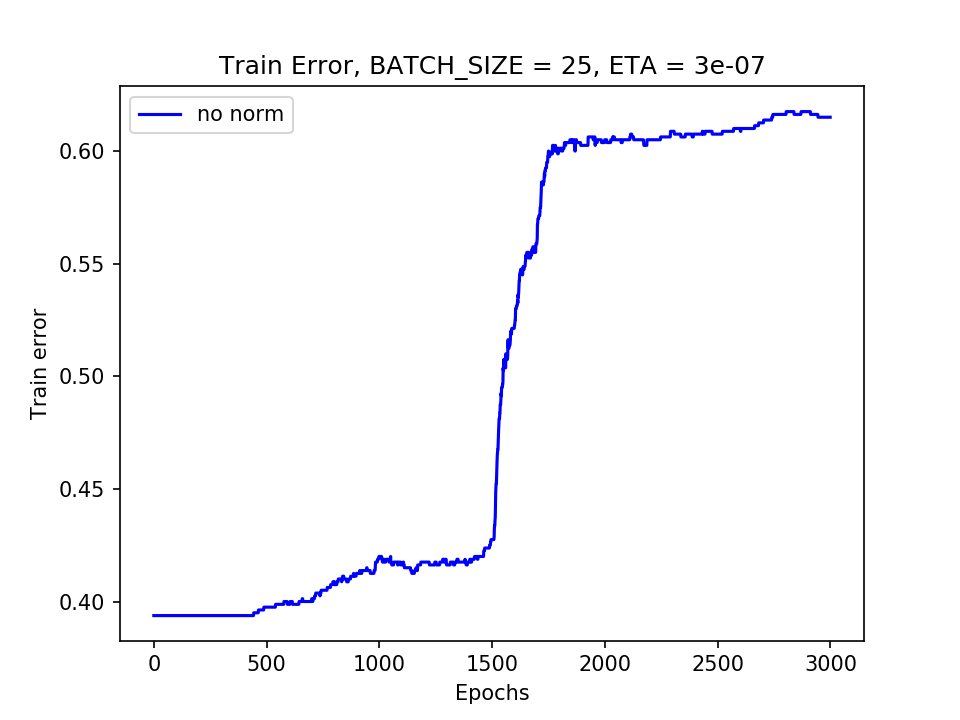 Train Error, BATCH_SIZE = 25, ETA = 3e-07
no norm
0.60
0.55
0.50
0.45
0.40
Train error
0 500 1000 1500 2000 2500 3000
Epochs